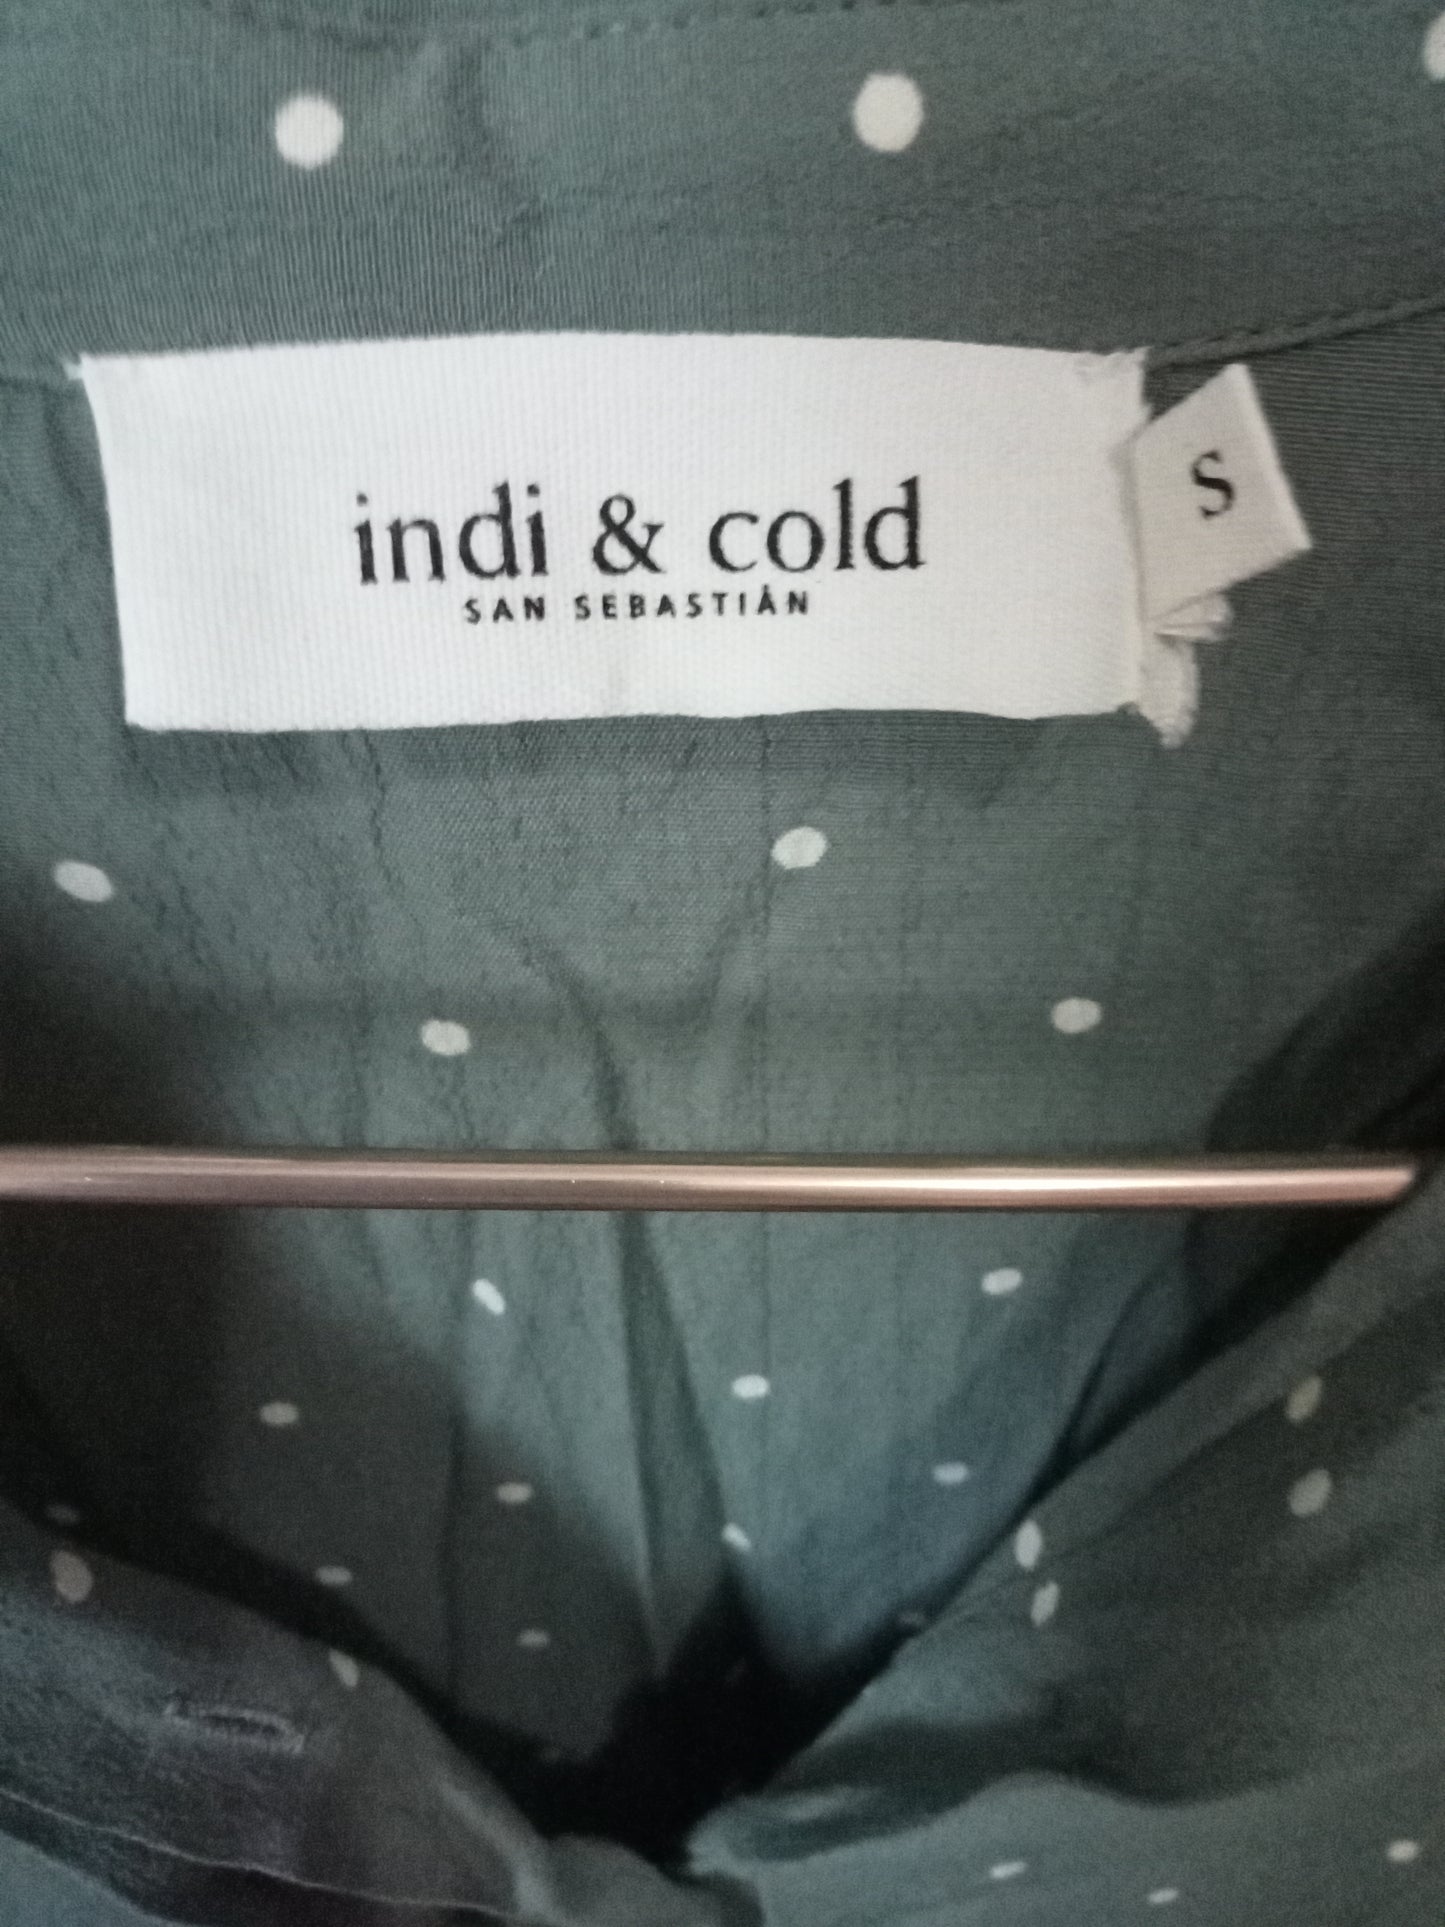 indi & cold
SAN SEBASTIÁN
S